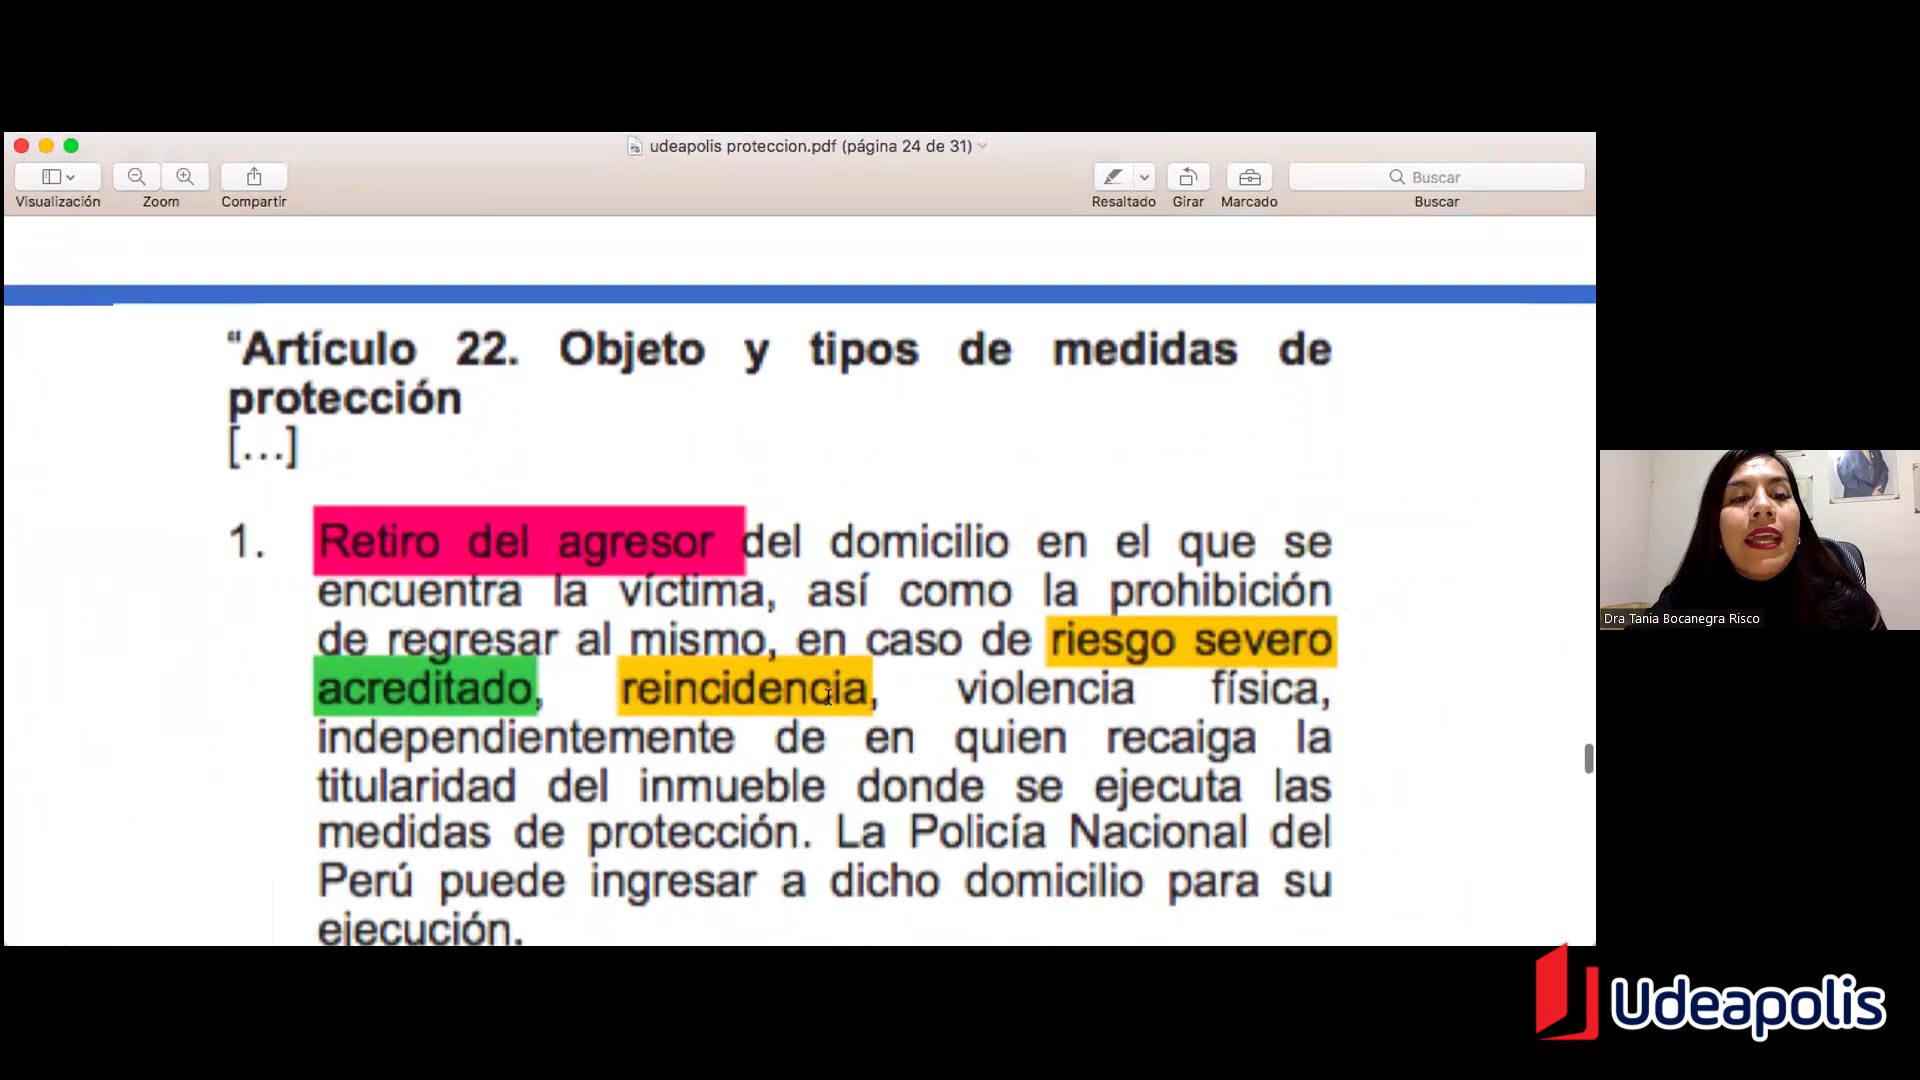 udeapolis proteccion.pdf (página 24 de 31)
Visualización
Zoom
Compartir
Resaltado
Girar
Marcado
Buscar
Buscar
“Artículo 22. Objeto y tipos de medidas de
protección
[...]
1. Retiro del agresor del domicilio en el que se
encuentra la víctima, así como la prohibición
de regresar al mismo, en caso de riesgo severo
acreditado, reincidencia, violencia física,
independientemente de en quien recaiga la
titularidad del inmueble donde se ejecuta las
medidas de protección. La Policía Nacional del
Perú puede ingresar a dicho domicilio para su
ejecución.
Dra Tania Bocanegra Risco
Udeapolis